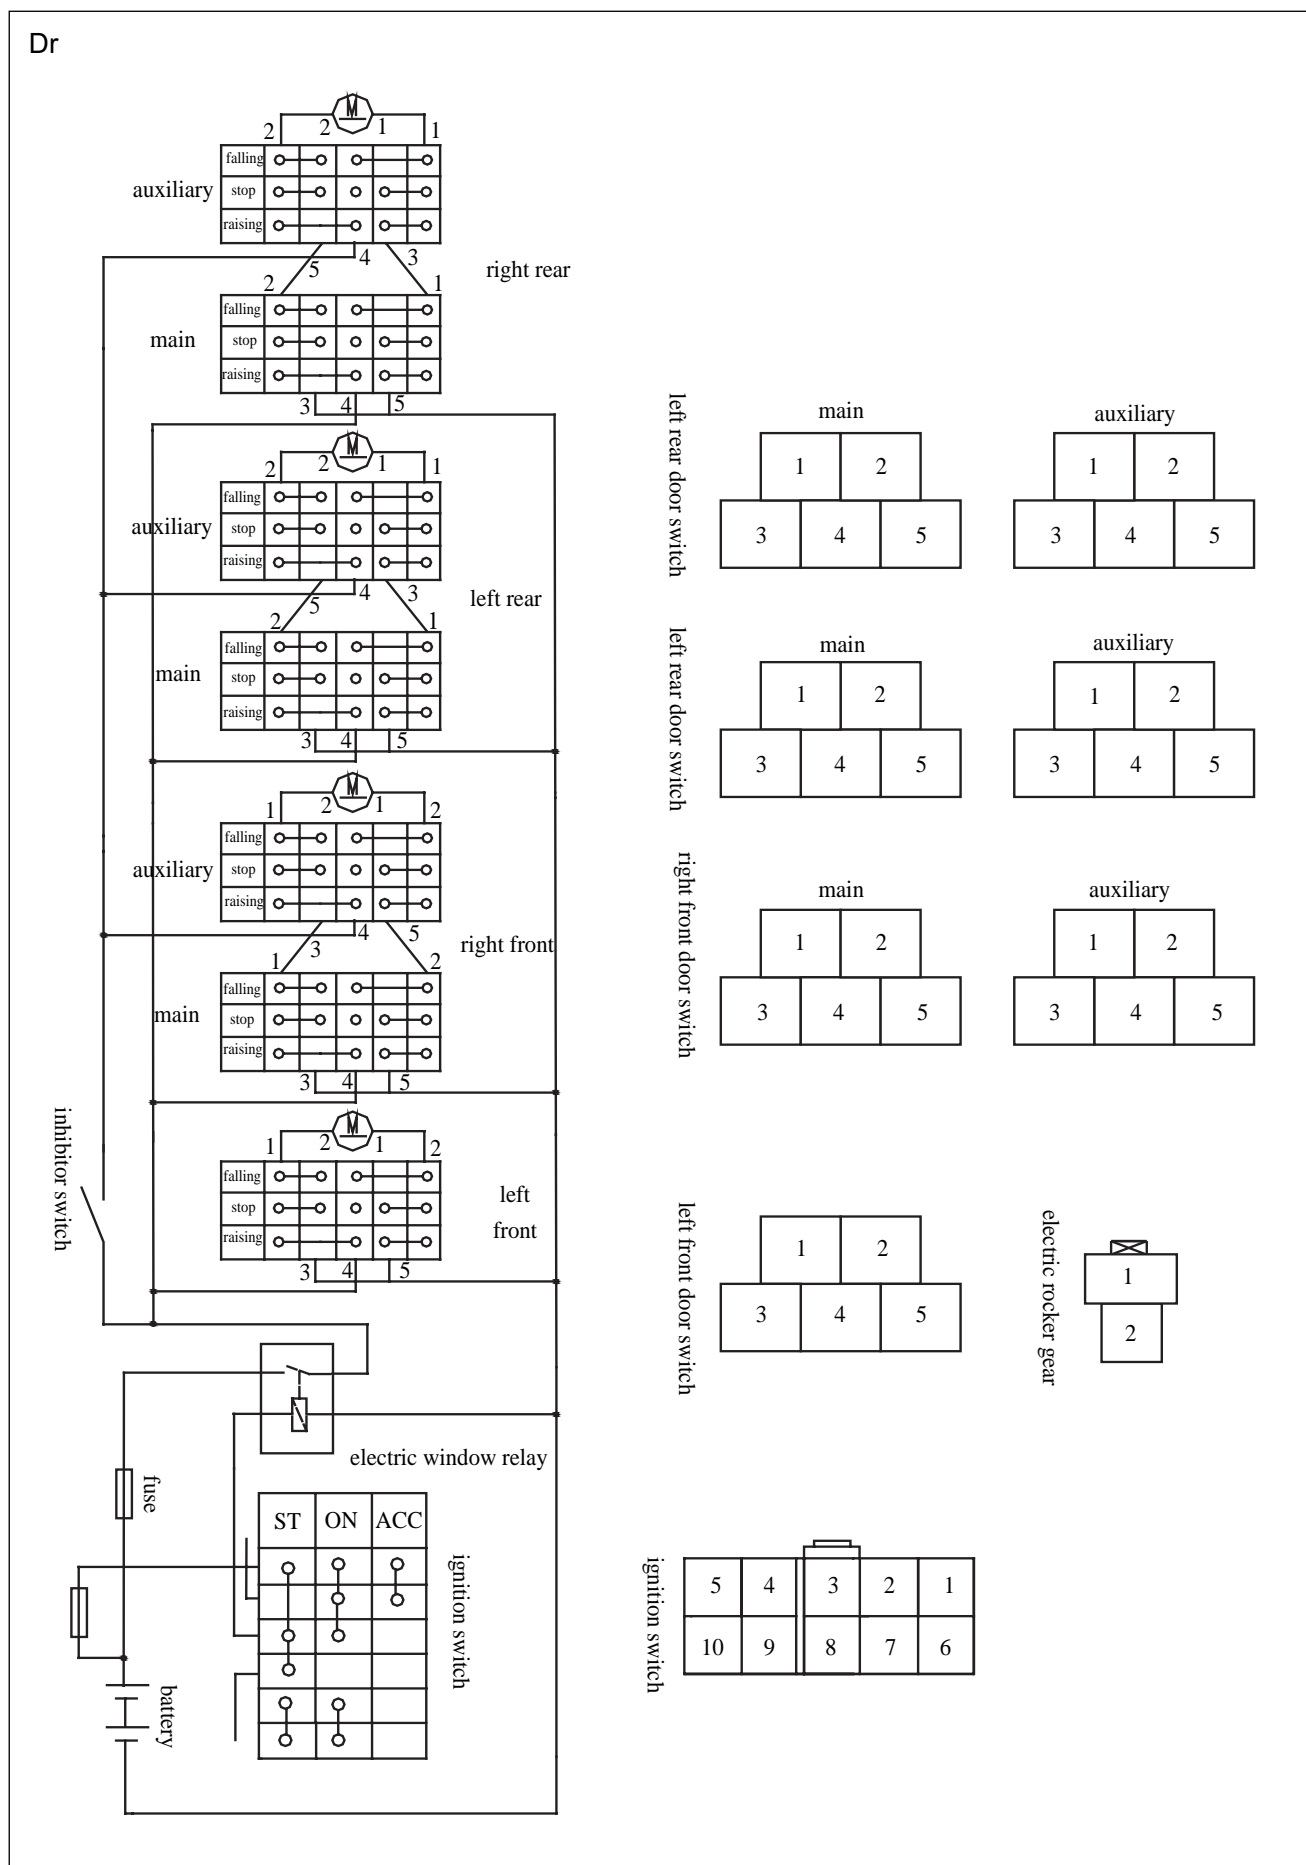 Dr
2 2 M 1 1
falling
auxiliary stop
raising
5 4 3
right rear
2 1
falling
main stop
raising
3 4 5
2 2 M 1 1
falling
auxiliary stop
raising
5 4 3
left rear
2 1
falling
main stop
raising
3 4 5
1 2 M 1 2
falling
auxiliary stop
raising
3 4 5
right front
1 2
falling
main stop
raising
3 4 5
1 2 M 1 2
falling
stop
raising
left
front
3 4 5
inhibitor switch
electric window relay
fuse
ST ON ACC
ignition switch
battery
left rear door switch
main
1 2
3 4 5
auxiliary
1 2
3 4 5
left rear door switch
main
1 2
3 4 5
auxiliary
1 2
3 4 5
right front door switch
main
1 2
3 4 5
auxiliary
1 2
3 4 5
left front door switch
1 2
3 4 5
electric rocker gear
1
2
ignition switch
5 4 3 2 1
10 9 8 7 6